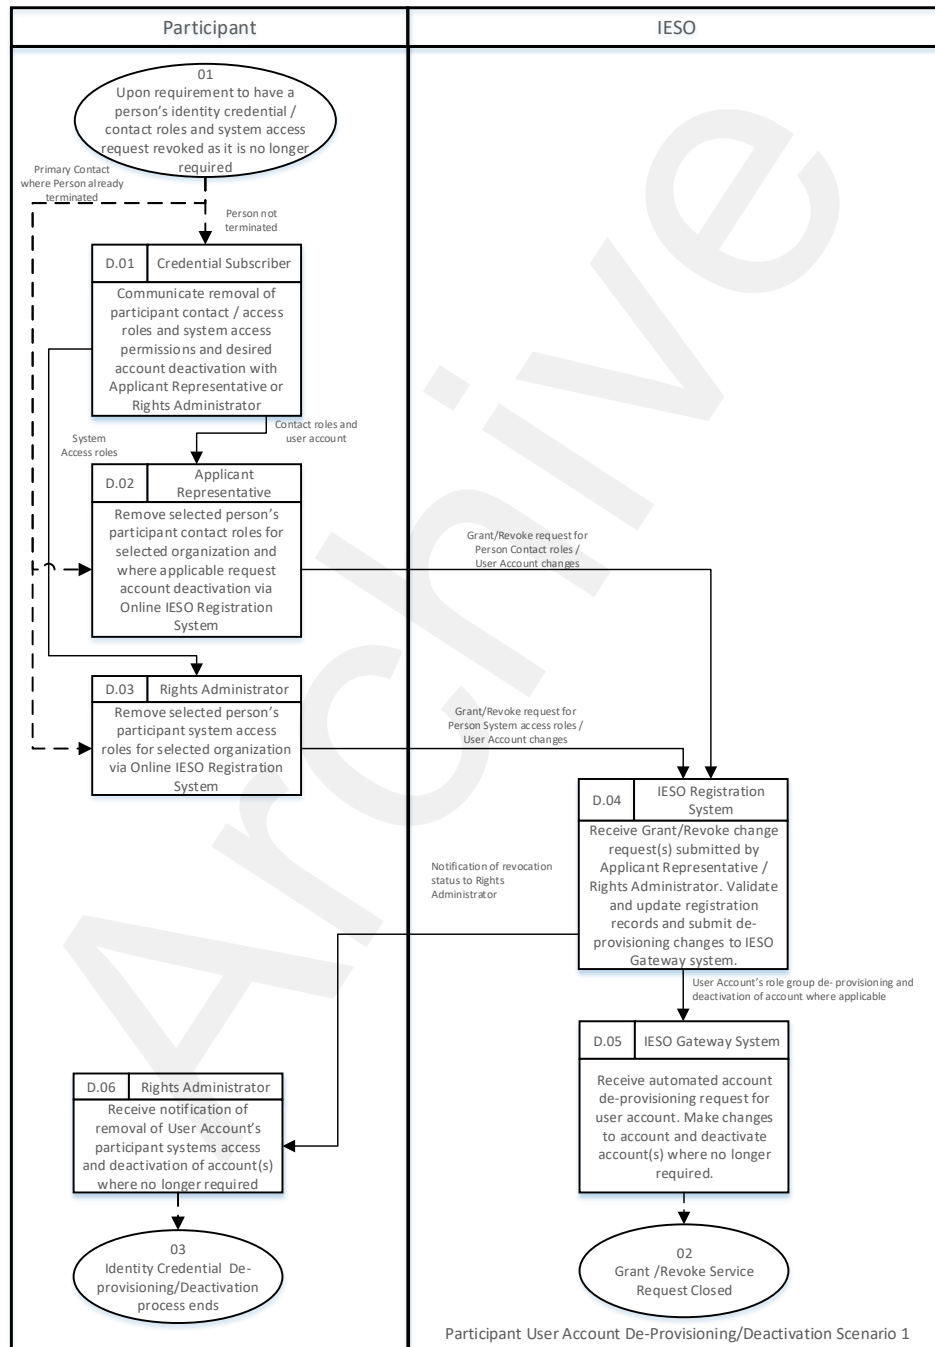 Participant
IESO
01
Upon requirement to have a
person's identity credential /
contact roles and system access
request revoked as it is no longer
required
Primary Contact
where Person already
terminated
Person not
terminated
D.01
Credential Subscriber
Communicate removal of
participant contact / access
roles and system access
permissions and desired
account deactivation with
Applicant Representative or
Rights Administrator
System
Access roles
Contact roles and
user account
D.02
Applicant
Representative
Remove selected person's
participant contact roles for
selected organization and
where applicable request
account deactivation via
Online IESO Registration
System
Grant/Revoke request for
Person Contact roles /
User Account changes
D.03
Rights Administrator
Remove selected person's
participant system access
roles for selected organization
via Online IESO Registration
System
Grant/Revoke request for
Person System access roles /
User Account changes
D.04
IESO Registration
System
Receive Grant/Revoke change
request(s) submitted by
Applicant Representative /
Rights Administrator. Validate
and update registration
records and submit de-
provisioning changes to IESO
Gateway system.
Notification of revocation
status to Rights
Administrator
User Account's role group de- provisioning and
deactivation of account where applicable
D.05
IESO Gateway System
Receive automated account
de-provisioning request for
user account. Make changes
to account and deactivate
account(s) where no longer
required.
D.06
Rights Administrator
Receive notification of
removal of User Account's
participant systems access
and deactivation of account(s)
where no longer required
03
Identity Credential De-
provisioning/Deactivation
process ends
02
Grant /Revoke Service
Request Closed
Participant User Account De-Provisioning/Deactivation Scenario 1
Archive